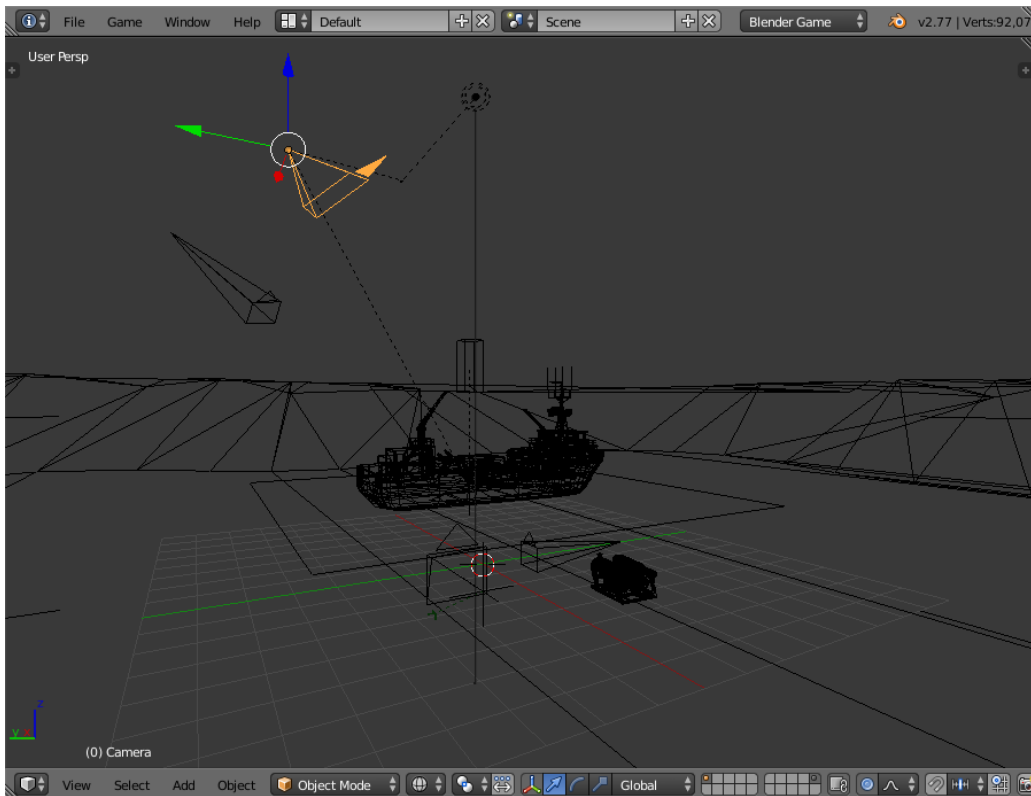 File Game Window Help Default Scene Blender Game v2.77 | Verts:92,07
User Persp
z
y
(0) Camera
View Select Add Object Object Mode Global